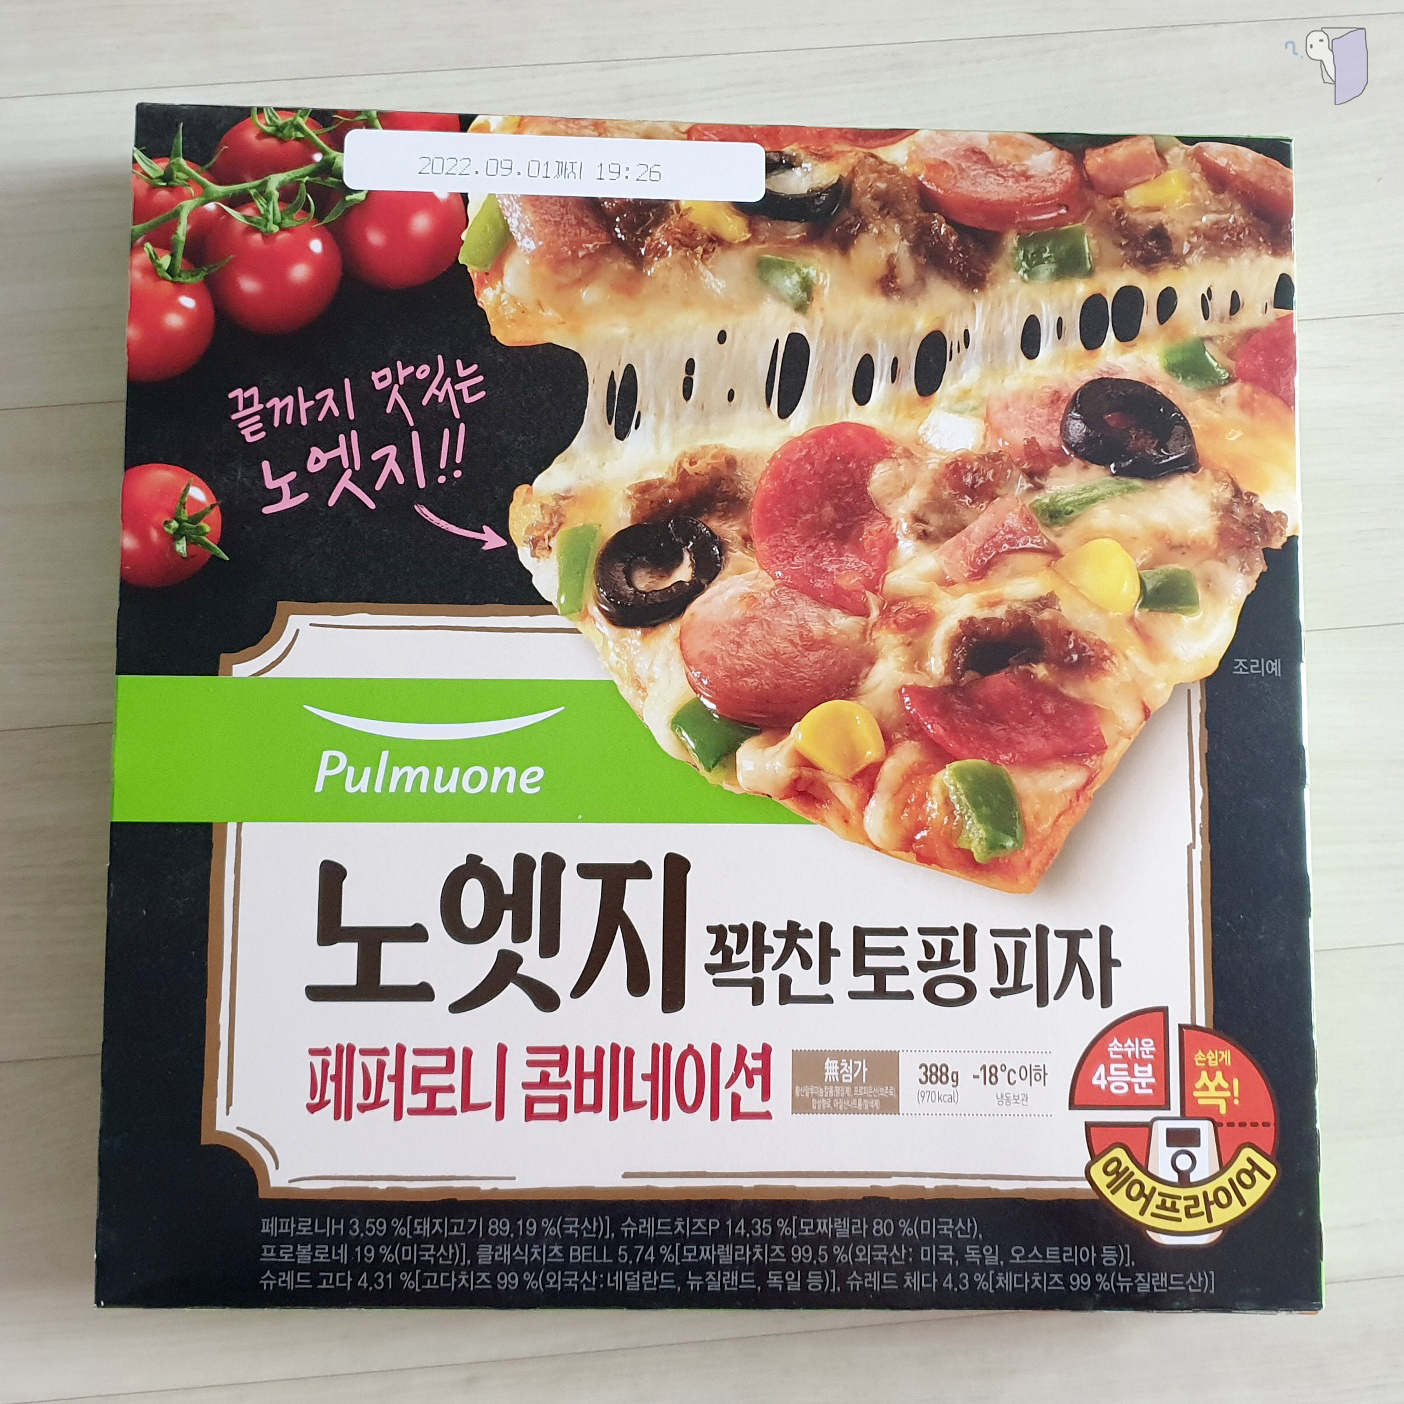 2022.09.01까지 19:26
끝까지 맛있는
노엣지!!
조리예
Pulmuone
노엣지 꽉찬토핑피자
페퍼로니 콤비네이션
無첨가
388g -18°C이하
(970kcal) 냉동보관
손쉬운
4등분
손쉽게
쏙!
에어프라이어
페파로니H 3.59 %[돼지고기 89.19 %(국산)], 슈레드치즈P 14.35 %[모짜렐라 80 %(미국산),
프로볼로네 19 %(미국산)], 클래식치즈 BELL 5.74 %[모짜렐라치즈 99.5 %(외국산; 미국, 독일, 오스트리아 등)],
슈레드 고다 4.31 %[고다치즈 99 %(외국산:네덜란드, 뉴질랜드, 독일 등)], 슈레드 체다 4.3 %[체다치즈 99 %(뉴질랜드산)]